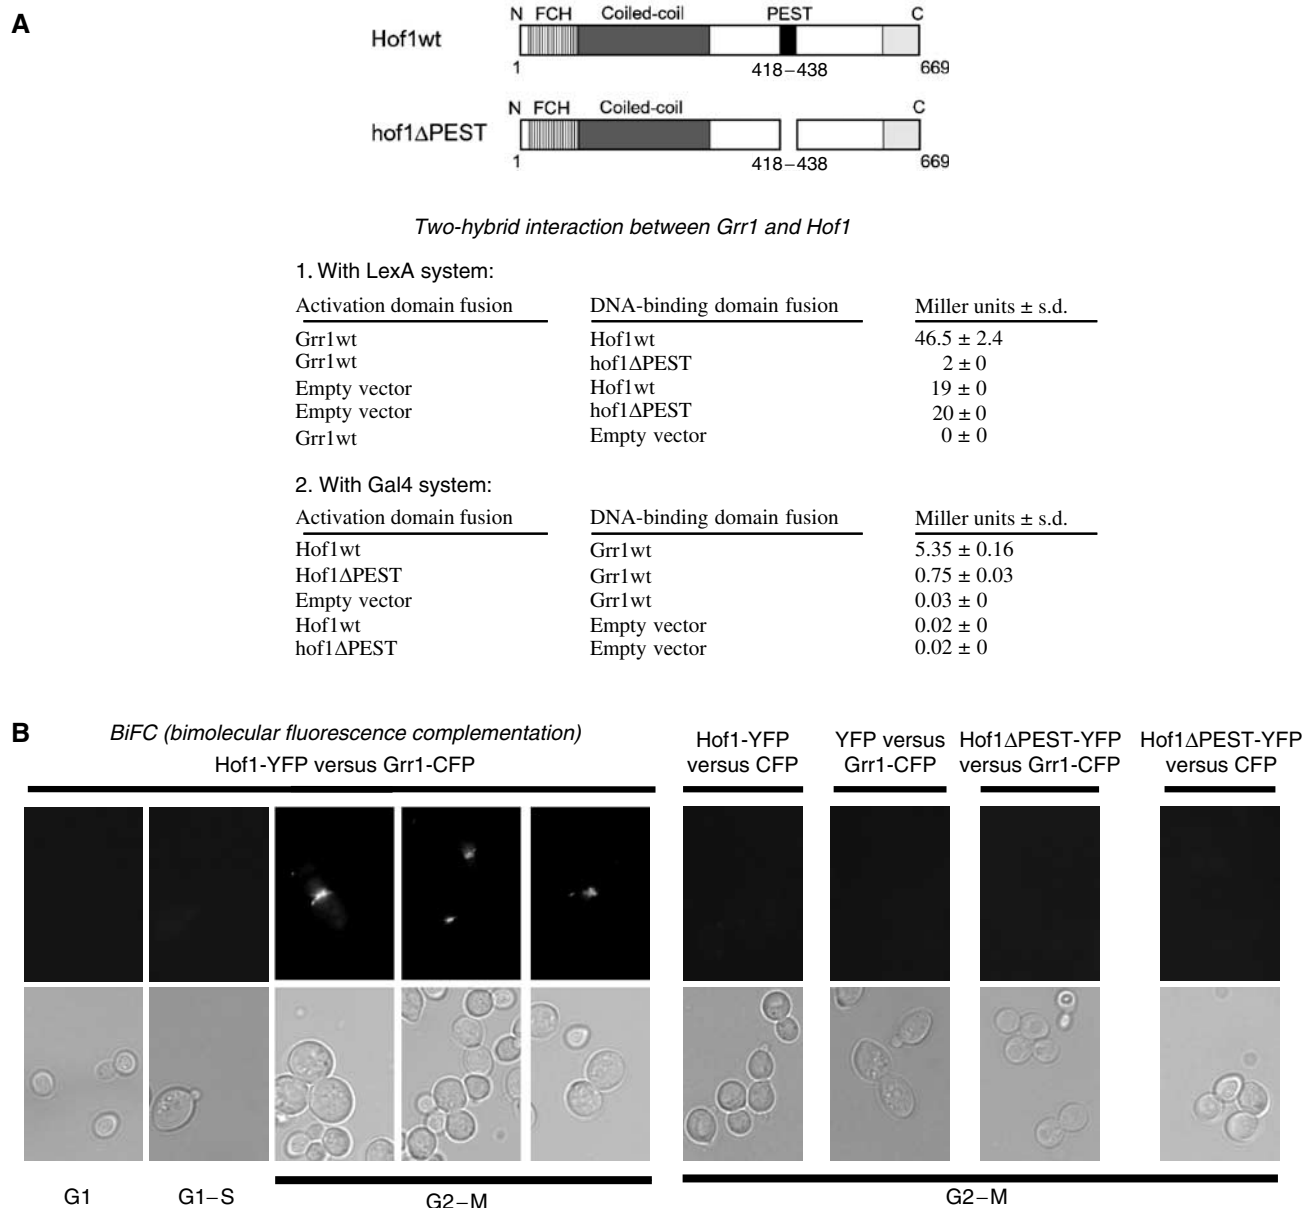 A
N FCH Coiled-coil PEST C
Hof1wt
1 418–438 669
N FCH Coiled-coil C
hof1ΔPEST
1 418–438 669
Two-hybrid interaction between Grr1 and Hof1
1. With LexA system:
Activation domain fusion DNA-binding domain fusion Miller units ± s.d.
Grr1wt Hof1wt 46.5 ± 2.4
Grr1wt hof1ΔPEST 2 ± 0
Empty vector Hof1wt 19 ± 0
Empty vector hof1ΔPEST 20 ± 0
Grr1wt Empty vector 0 ± 0
2. With Gal4 system:
Activation domain fusion DNA-binding domain fusion Miller units ± s.d.
Hof1wt Grr1wt 5.35 ± 0.16
Hof1ΔPEST Grr1wt 0.75 ± 0.03
Empty vector Grr1wt 0.03 ± 0
Hof1wt Empty vector 0.02 ± 0
hof1ΔPEST Empty vector 0.02 ± 0
B
BiFC (bimolecular fluorescence complementation)
Hof1-YFP versus Grr1-CFP
Hof1-YFP
versus CFP
YFP versus
Grr1-CFP
Hof1ΔPEST-YFP
versus Grr1-CFP
Hof1ΔPEST-YFP
versus CFP
G1 G1–S G2–M G2–M